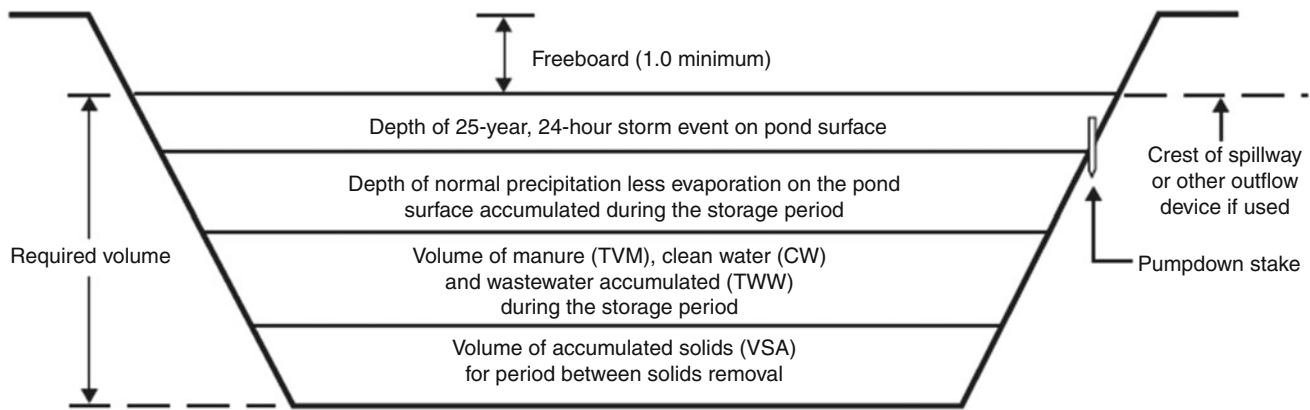 Freeboard (1.0 minimum)
Depth of 25-year, 24-hour storm event on pond surface
Depth of normal precipitation less evaporation on the pond
surface accumulated during the storage period
Volume of manure (TVM), clean water (CW)
and wastewater accumulated (TWW)
during the storage period
Volume of accumulated solids (VSA)
for period between solids removal
Required volume
Crest of spillway
or other outflow
device if used
Pumpdown stake